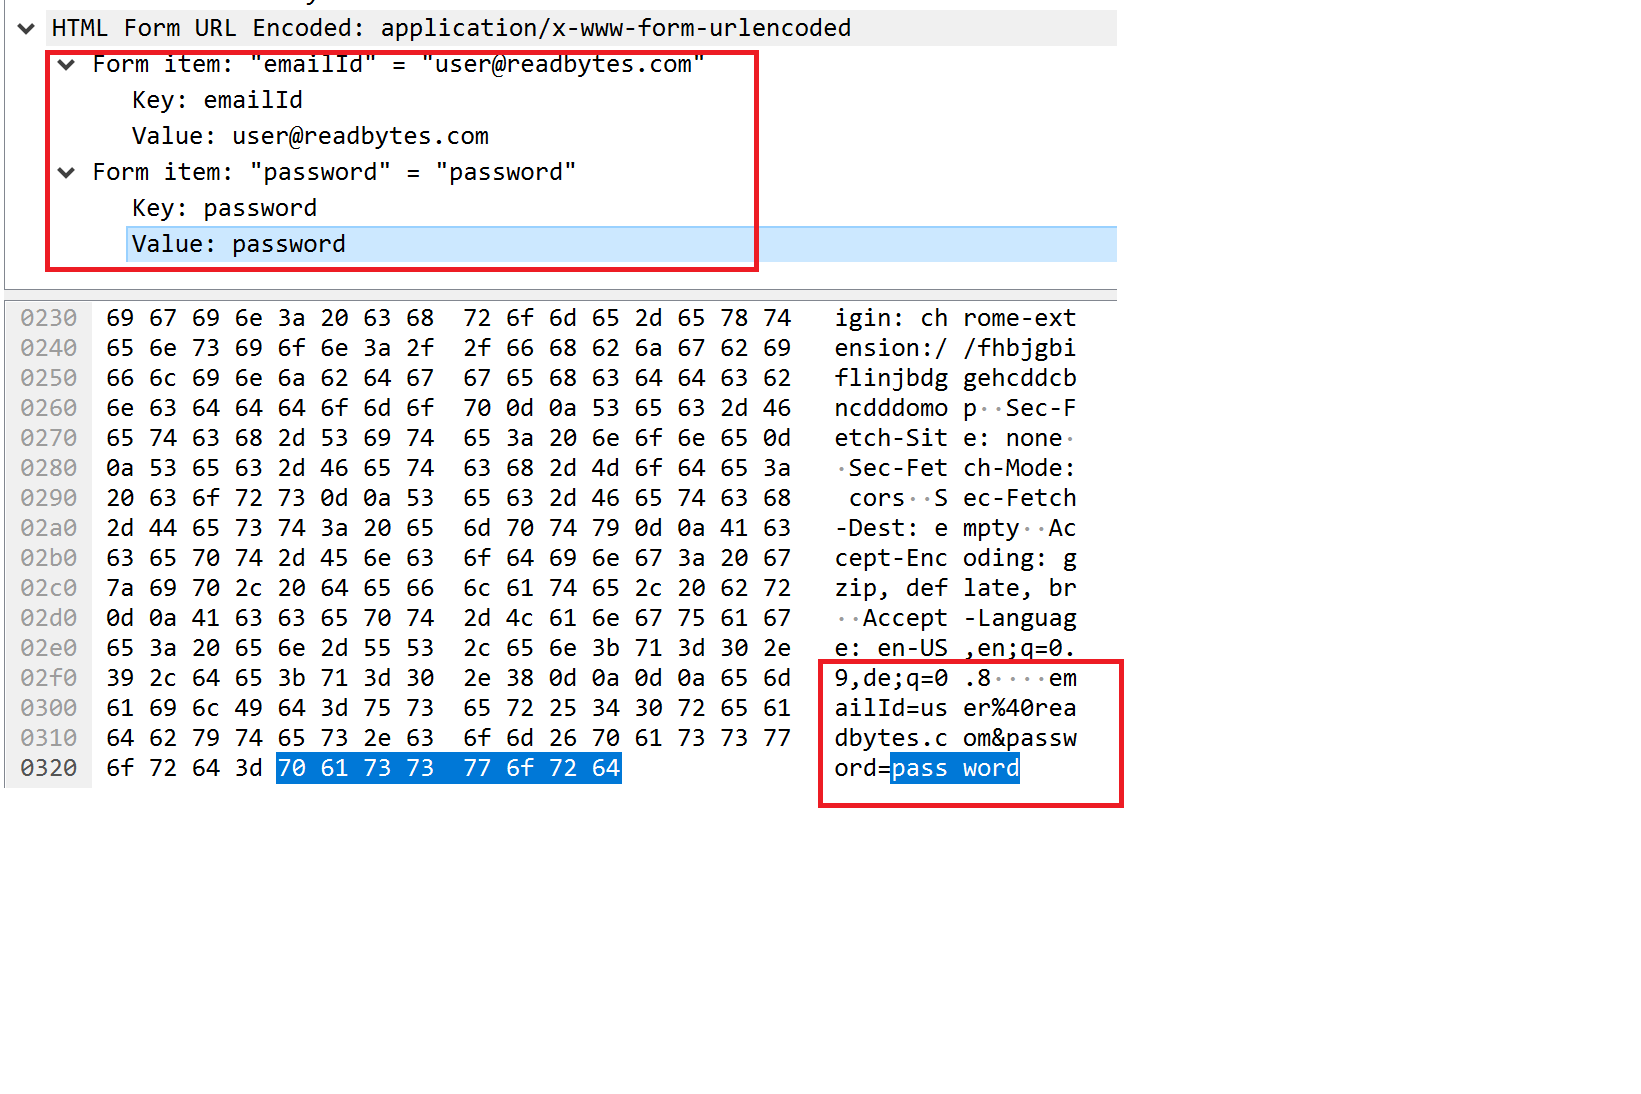 HTML Form URL Encoded: application/x-www-form-urlencoded
Form item: "emailId" = "user@readbytes.com"
Key: emailId
Value: user@readbytes.com
Form item: "password" = "password"
Key: password
Value: password
0230 69 67 69 6e 3a 20 63 68 72 6f 6d 65 2d 65 78 74 igin: ch rome-ext
0240 65 6e 73 69 6f 6e 3a 2f 2f 66 68 62 6a 67 62 69 ension:/ /fhbjgbi
0250 66 6c 69 6e 6a 62 64 67 67 65 68 63 64 64 63 62 flinjbdg gehcddcb
0260 6e 63 64 64 64 6f 6d 6f 70 0d 0a 53 65 63 2d 46 ncdddomo p··Sec-F
0270 65 74 63 68 2d 53 69 74 65 3a 20 6e 6f 6e 65 0d etch-Sit e: none·
0280 0a 53 65 63 2d 46 65 74 63 68 2d 4d 6f 64 65 3a ·Sec-Fet ch-Mode:
0290 20 63 6f 72 73 0d 0a 53 65 63 2d 46 65 74 63 68 cors··S ec-Fetch
02a0 2d 44 65 73 74 3a 20 65 6d 70 74 79 0d 0a 41 63 -Dest: e mpty··Ac
02b0 63 65 70 74 2d 45 6e 63 6f 64 69 6e 67 3a 20 67 cept-Enc oding: g
02c0 7a 69 70 2c 20 64 65 66 6c 61 74 65 2c 20 62 72 zip, def late, br
02d0 0d 0a 41 63 63 65 70 74 2d 4c 61 6e 67 75 61 67 ··Accept -Languag
02e0 65 3a 20 65 6e 2d 55 53 2c 65 6e 3b 71 3d 30 2e e: en-US ,en;q=0.
02f0 39 2c 64 65 3b 71 3d 30 2e 38 0d 0a 0d 0a 65 6d 9,de;q=0 .8····em
0300 61 69 6c 49 64 3d 75 73 65 72 25 34 30 72 65 61 ailId=us er%40rea
0310 64 62 79 74 65 73 2e 63 6f 6d 26 70 61 73 73 77 dbytes.c om&passw
0320 6f 72 64 3d 70 61 73 73 77 6f 72 64 ord=pass word